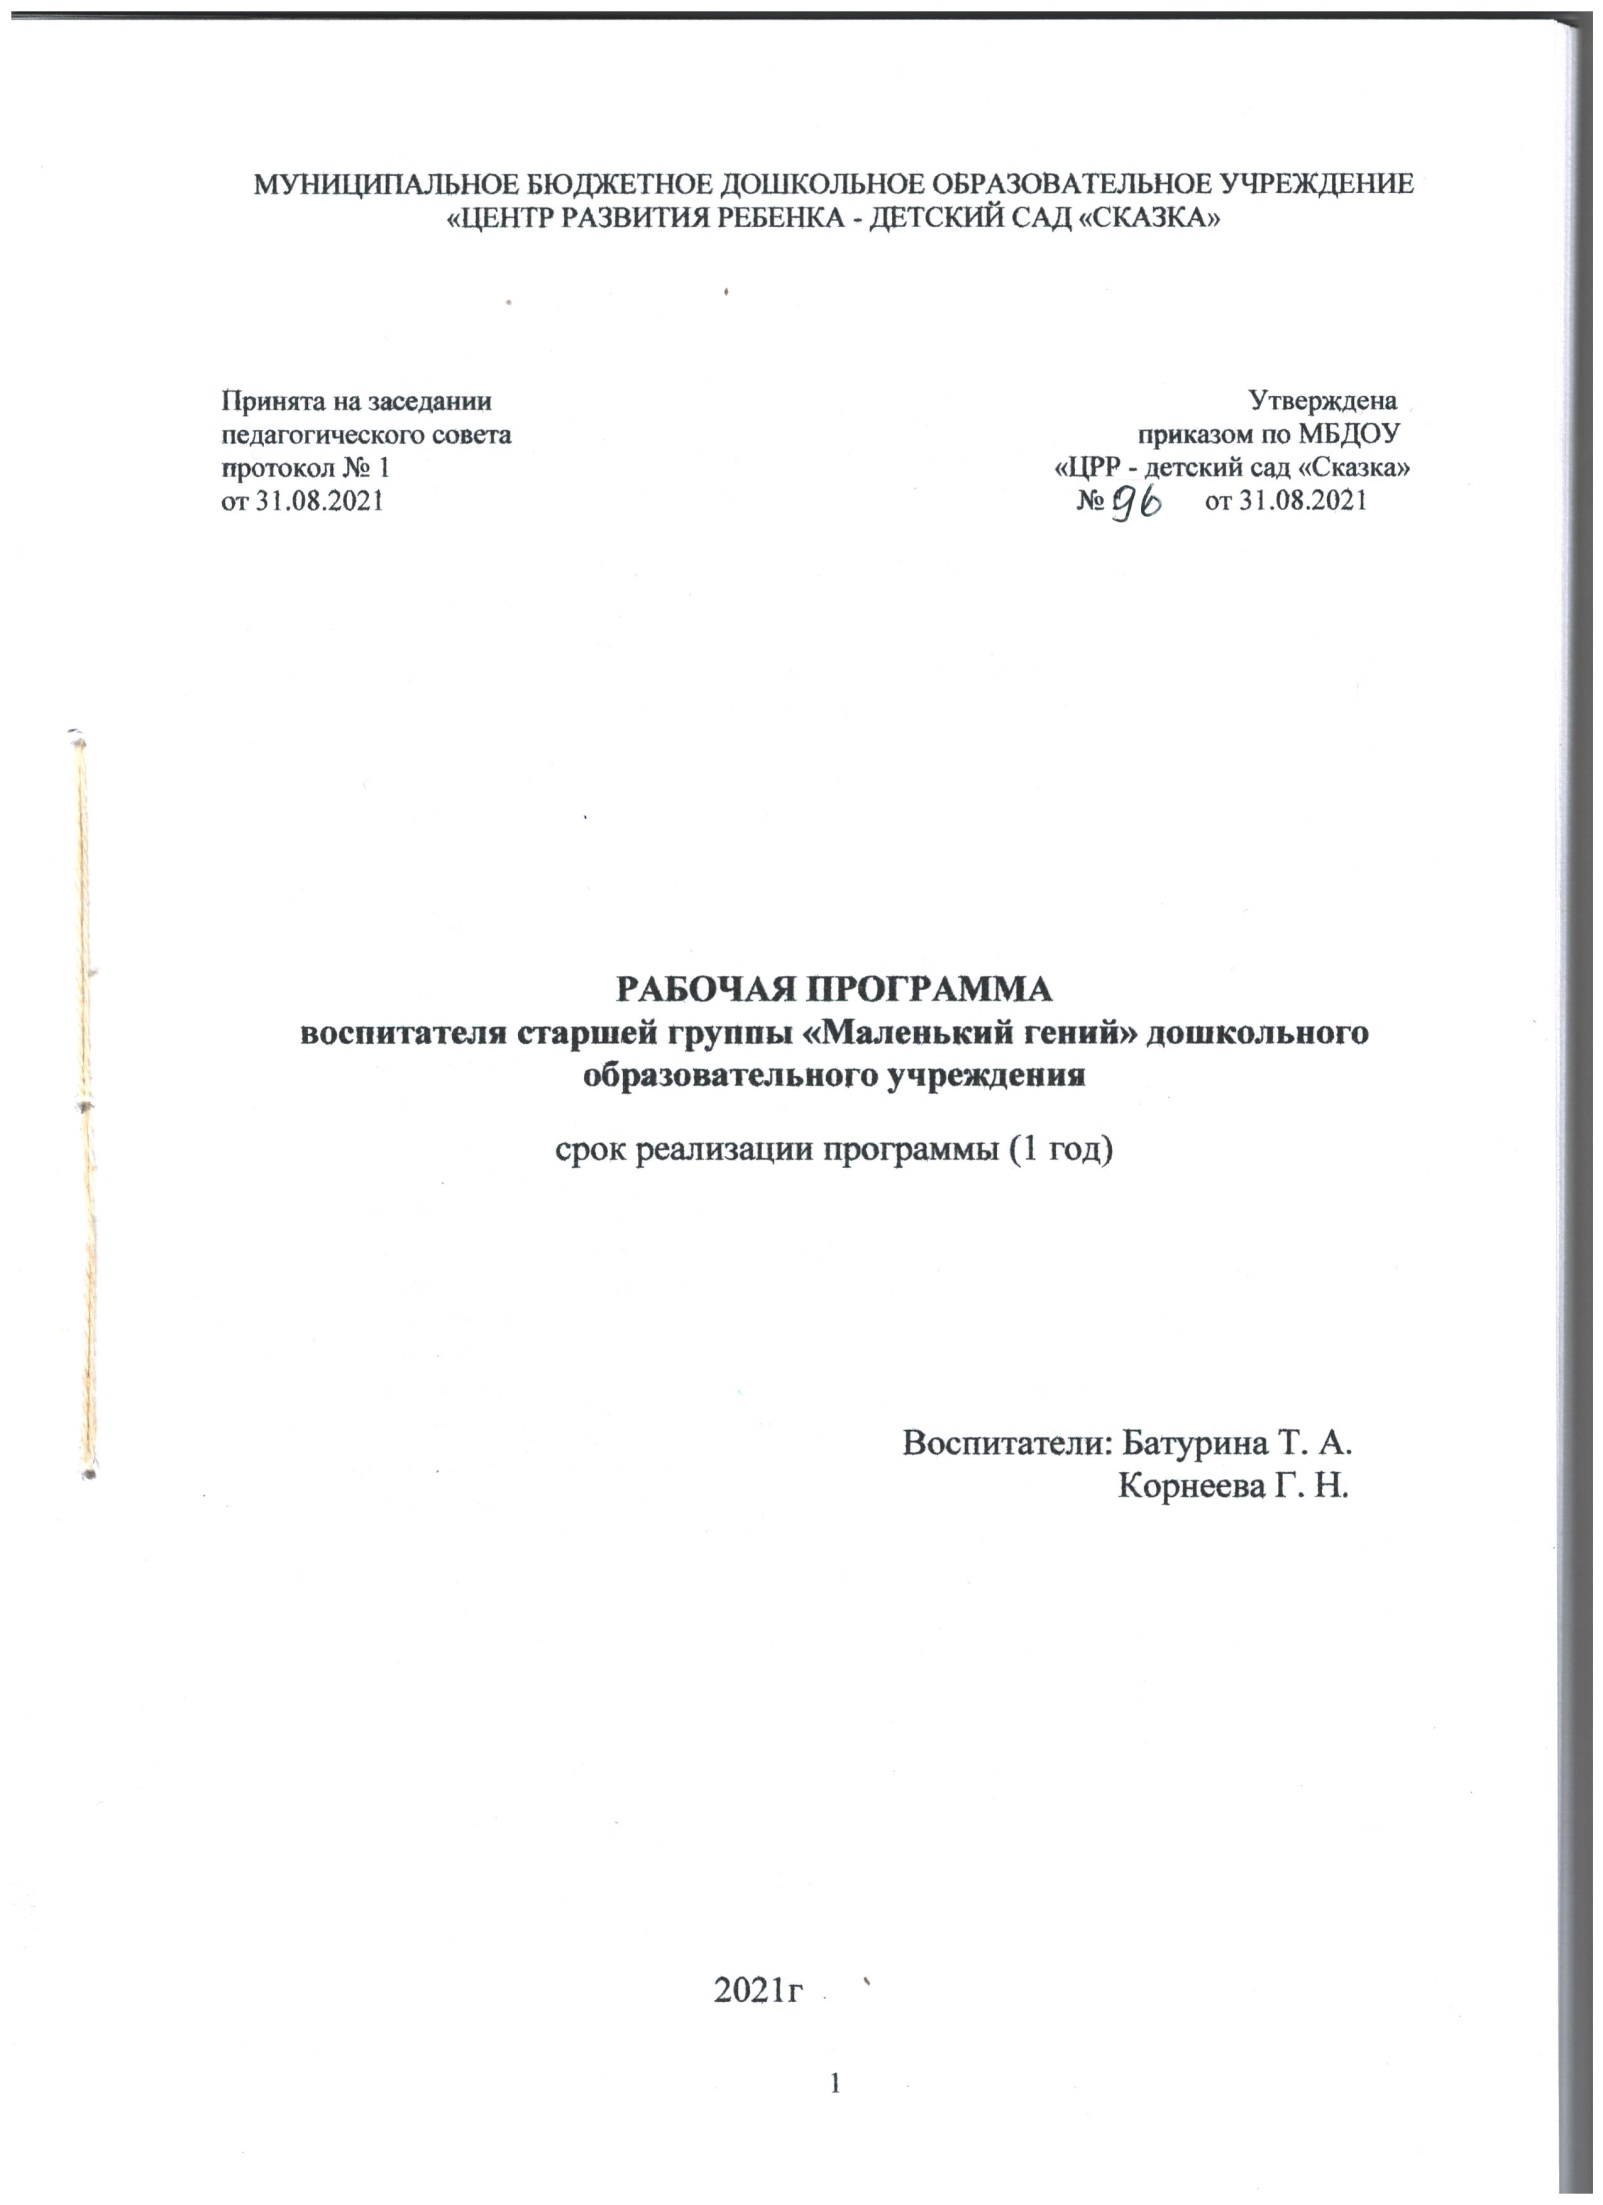 МУНИЦИПАЛЬНОЕ БЮДЖЕТНОЕ ДОШКОЛЬНОЕ ОБРАЗОВАТЕЛЬНОЕ УЧРЕЖДЕНИЕ
«ЦЕНТР РАЗВИТИЯ РЕБЕНКА - ДЕТСКИЙ САД «СКАЗКА»
Принята на заседании
педагогического совета
протокол № 1
от 31.08.2021
Утверждена
приказом по МБДОУ
«ЦРР - детский сад «Сказка»
№ 96 от 31.08.2021
РАБОЧАЯ ПРОГРАММА
воспитателя старшей группы «Маленький гений» дошкольного
образовательного учреждения
срок реализации программы (1 год)
Воспитатели: Батурина Т. А.
Корнеева Г. Н.
2021г
1